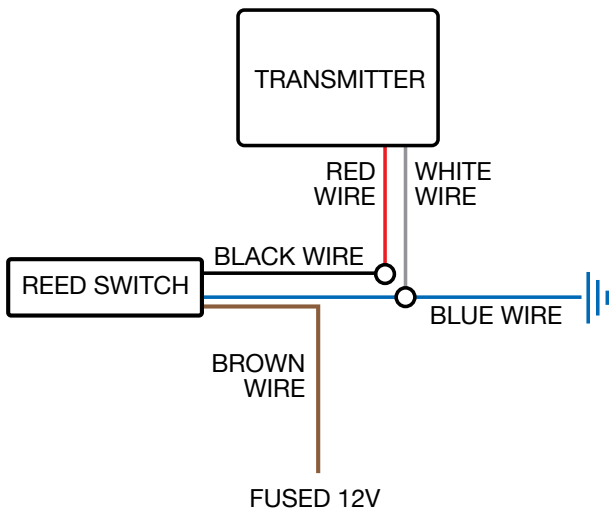 TRANSMITTER
RED
WIRE
WHITE
WIRE
BLACK WIRE
REED SWITCH
BLUE WIRE
BROWN
WIRE
FUSED 12V